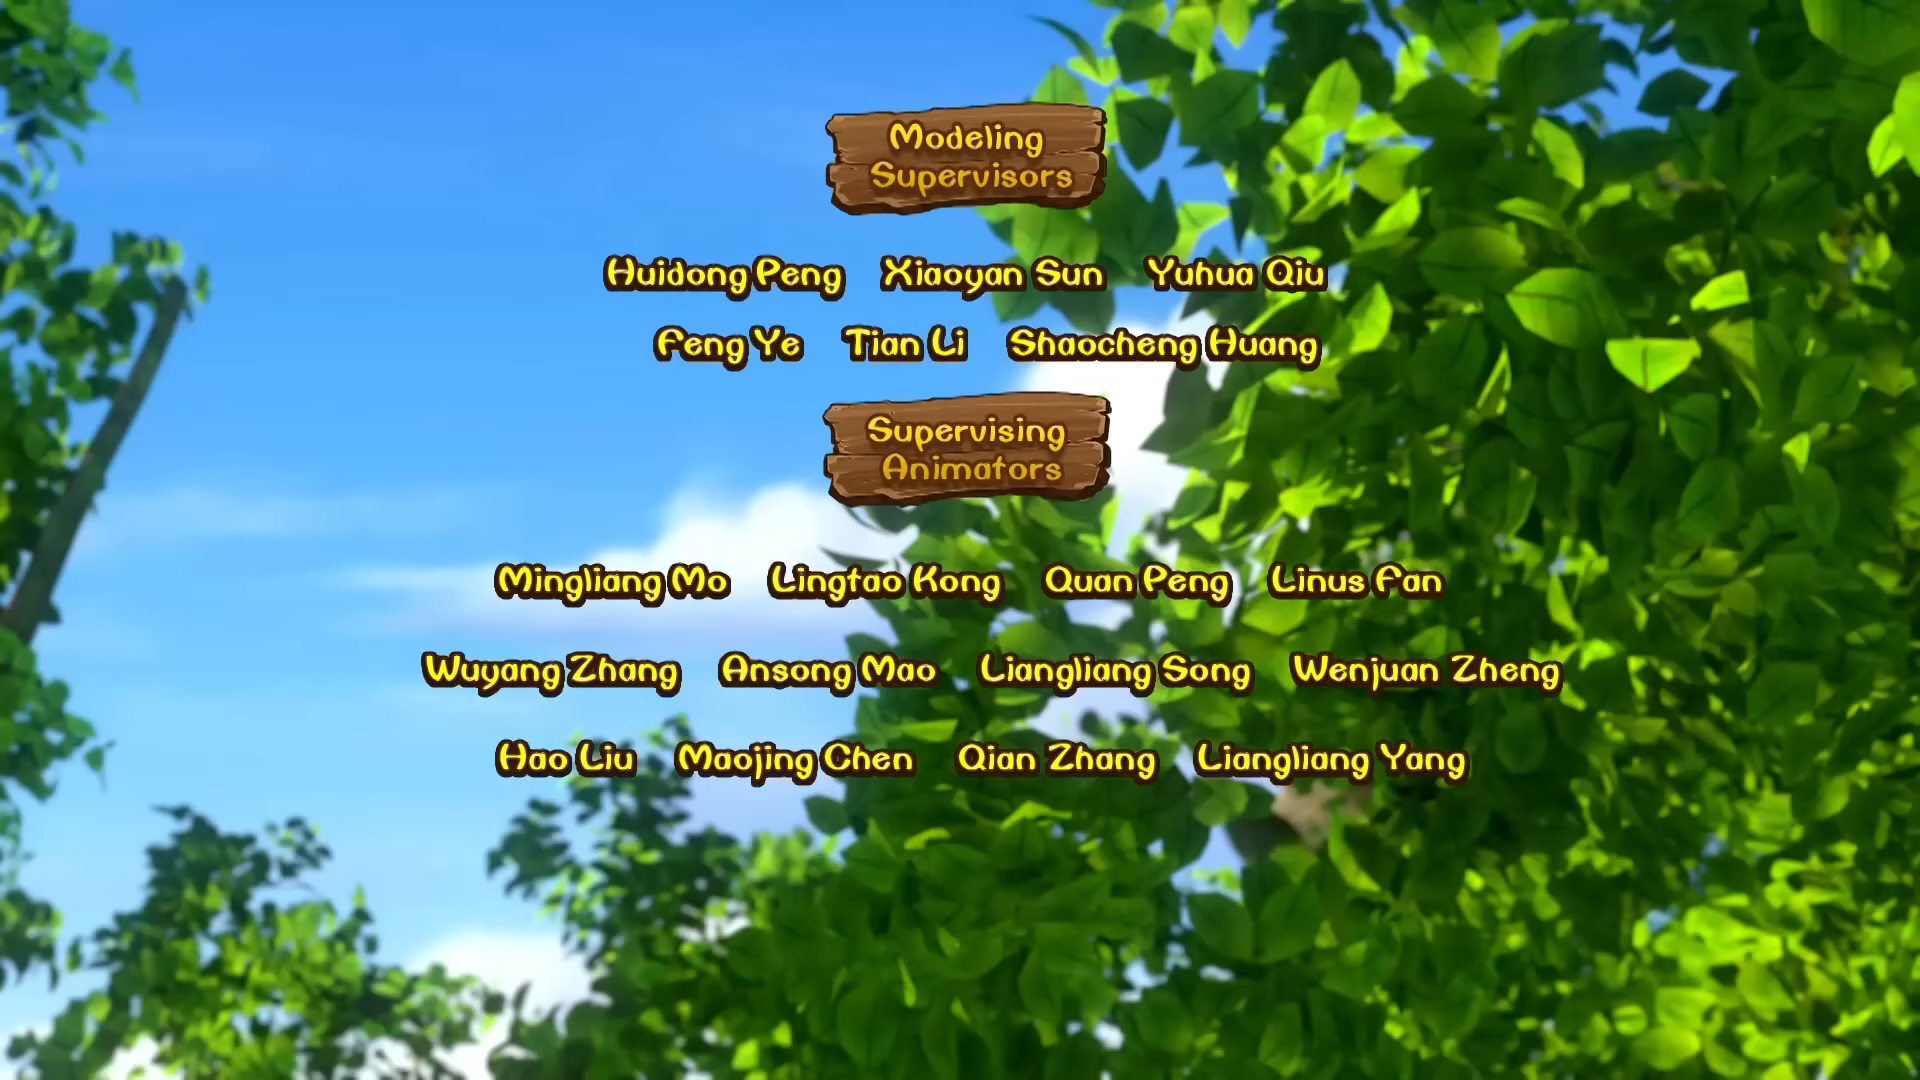 Modeling
Supervisors
Huidong Peng Xiaoyan Sun Yuhua Qiu
Feng Ye Tian Li Shaocheng Huang
Supervising
Animators
Mingliang Mo Lingtao Kong Quan Peng Linus Fan
Wuyang Zhang Ansong Mao Liangliang Song Wenjuan Zheng
Hao Liu Maojing Chen Qian Zhang Liangliang Yang